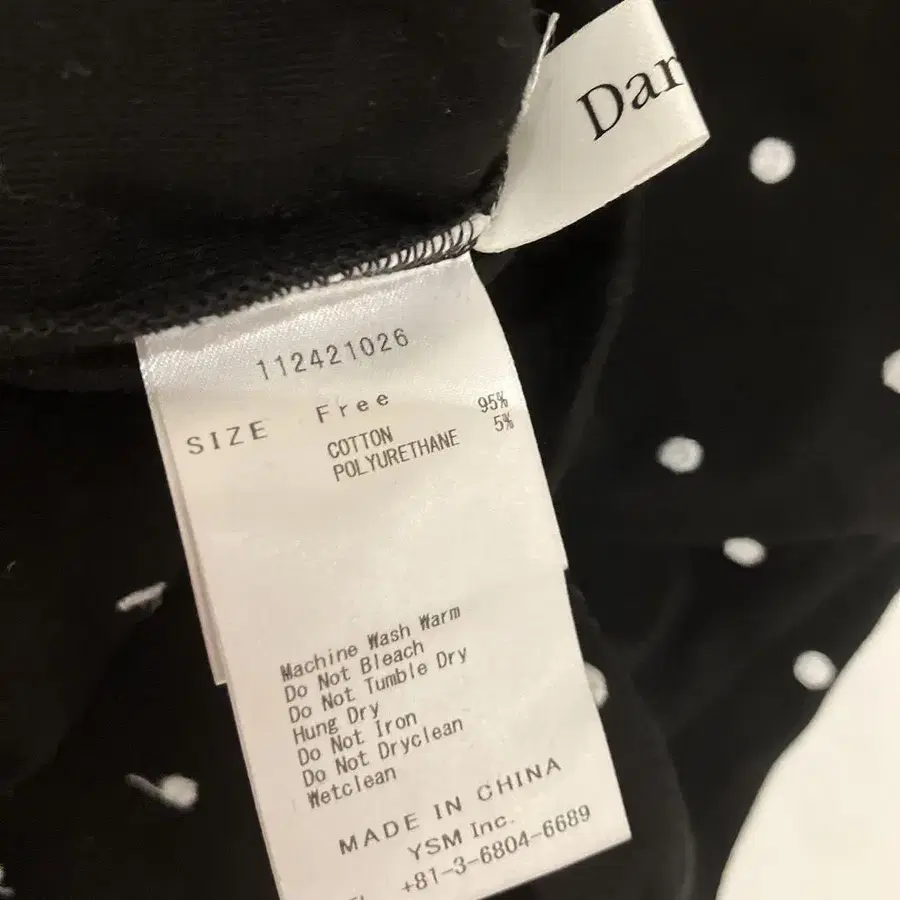 Dar
112421026
SIZE Free
COTTON 95%
POLYURETHANE 5%
Machine Wash Warm
Do Not Bleach
Do Not Tumble Dry
Hung Dry
Do Not Iron
Do Not Dryclean
Wetclean
MADE IN CHINA
YSM Inc.
+81-3-6804-6689